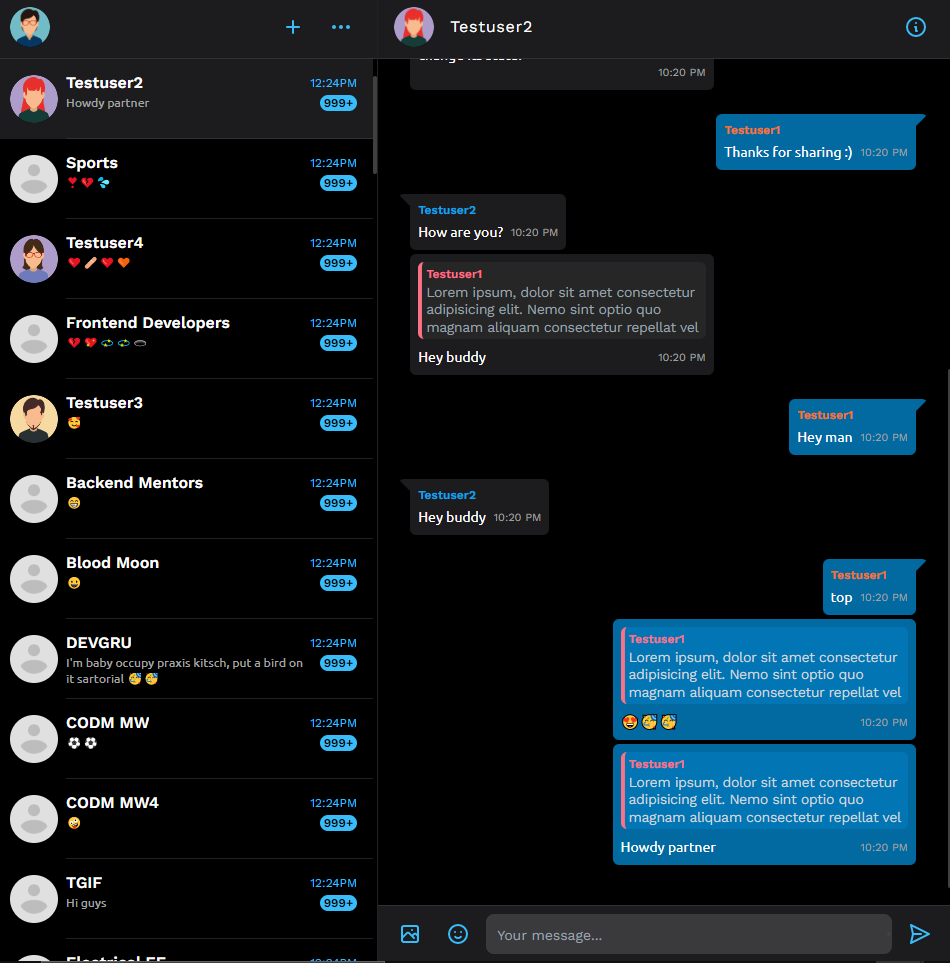 Testuser2
Testuser2 12:24PM
Howdy partner 999+
Sports 12:24PM
❣️💔💦 999+
Testuser4 12:24PM
999+
Frontend Developers 12:24PM
999+
Testuser3 12:24PM
🥰 999+
Backend Mentors 12:24PM
😁 999+
Blood Moon 12:24PM
😀 999+
DEVGRU 12:24PM
I'm baby occupy praxis kitsch, put a bird on 999+
it sartorial 🥳 🥳
CODM MW 12:24PM
⚽ ⚽ 999+
CODM MW4 12:24PM
🤪 999+
TGIF 12:24PM
Hi guys 999+
10:20 PM
Testuser1
Thanks for sharing :) 10:20 PM
Testuser2
How are you? 10:20 PM
Testuser1
Lorem ipsum, dolor sit amet consectetur
adipisicing elit. Nemo sint optio quo
magnam aliquam consectetur repellat vel
Hey buddy 10:20 PM
Testuser1
Hey man 10:20 PM
Testuser2
Hey buddy 10:20 PM
Testuser1
top 10:20 PM
Testuser1
Lorem ipsum, dolor sit amet consectetur
adipisicing elit. Nemo sint optio quo
magnam aliquam consectetur repellat vel
😍🥳🥳 10:20 PM
Testuser1
Lorem ipsum, dolor sit amet consectetur
adipisicing elit. Nemo sint optio quo
magnam aliquam consectetur repellat vel
Howdy partner 10:20 PM
Your message...